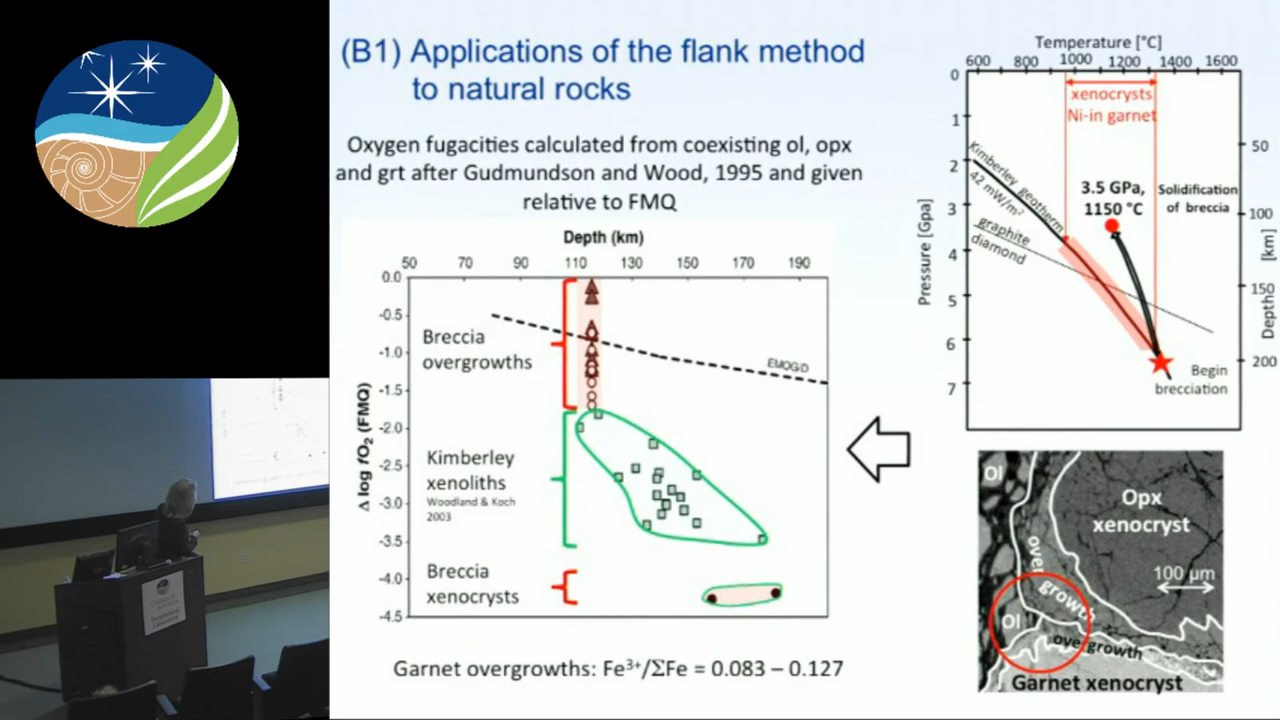 (B1) Applications of the flank method
to natural rocks
Oxygen fugacities calculated from coexisting ol, opx
and grt after Gudmundson and Wood, 1995 and given
relative to FMQ
Depth (km)
50 70 90 110 130 150 170 190
0.0
-0.5
-1.0
-1.5
-2.0
-2.5
-3.0
-3.5
-4.0
-4.5
Δ log fO2 (FMQ)
Breccia
overgrowths
EMOGD
Kimberley
xenoliths
Woodland & Koch
2003
Breccia
xenocrysts
Garnet overgrowths: Fe³⁺/ΣFe = 0.083 – 0.127
Temperature [°C]
600 800 1000 1200 1400 1600
xenocrysts
Ni-in garnet
0
1
2
3
4
5
6
7
Pressure [Gpa]
Kimberley geotherm
42 mW/m²
graphite
diamond
3.5 GPa,
1150 °C
Solidification
of breccia
Begin
brecciation
50
100
150
200
Depth [km]
Ol
Opx
xenocryst
over
growth
100 µm
Ol
overgrowth
Garnet xenocryst